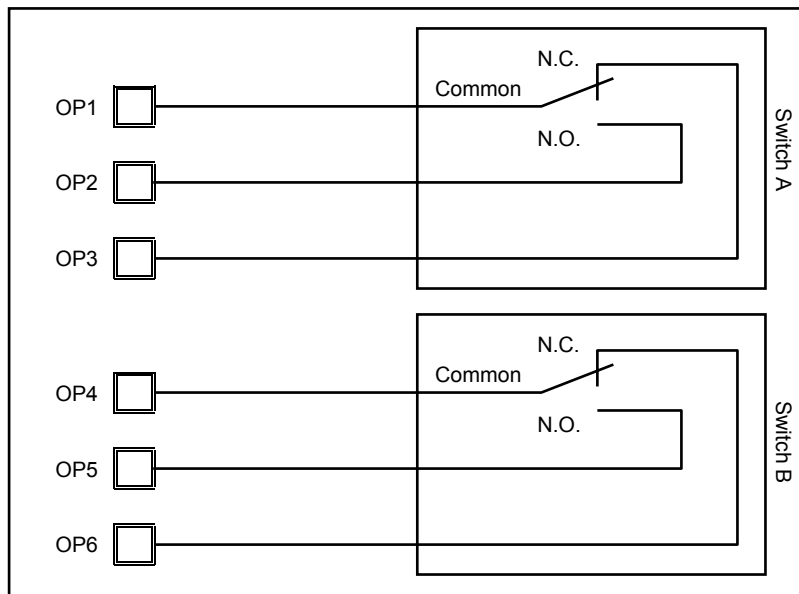 N.C.
Common
OP1
N.O.
Switch A
OP2
OP3
N.C.
Common
OP4
N.O.
Switch B
OP5
OP6